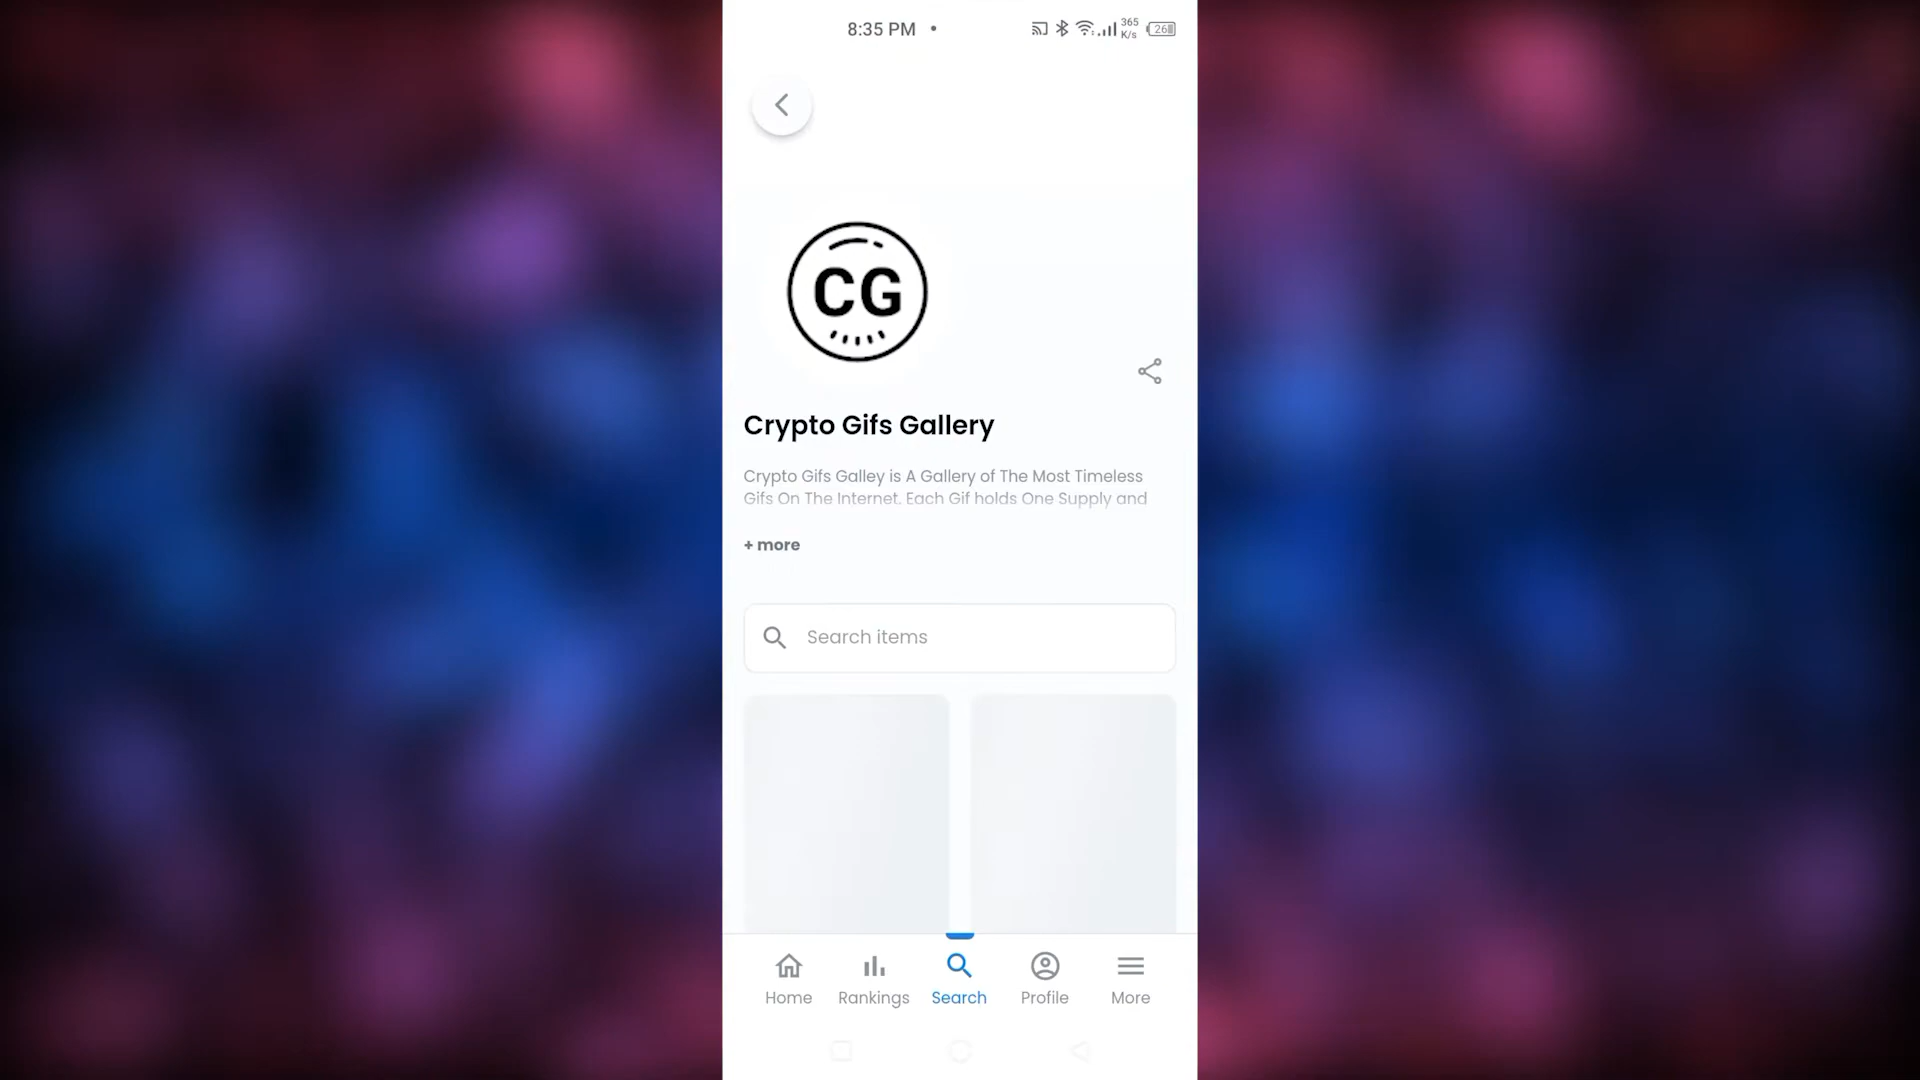 8:35 PM
365
K/s
26
CG
Crypto Gifs Gallery
Crypto Gifs Galley is A Gallery of The Most Timeless
Gifs On The Internet. Each Gif holds One Supply and
+ more
Search items
Home
Rankings
Search
Profile
More